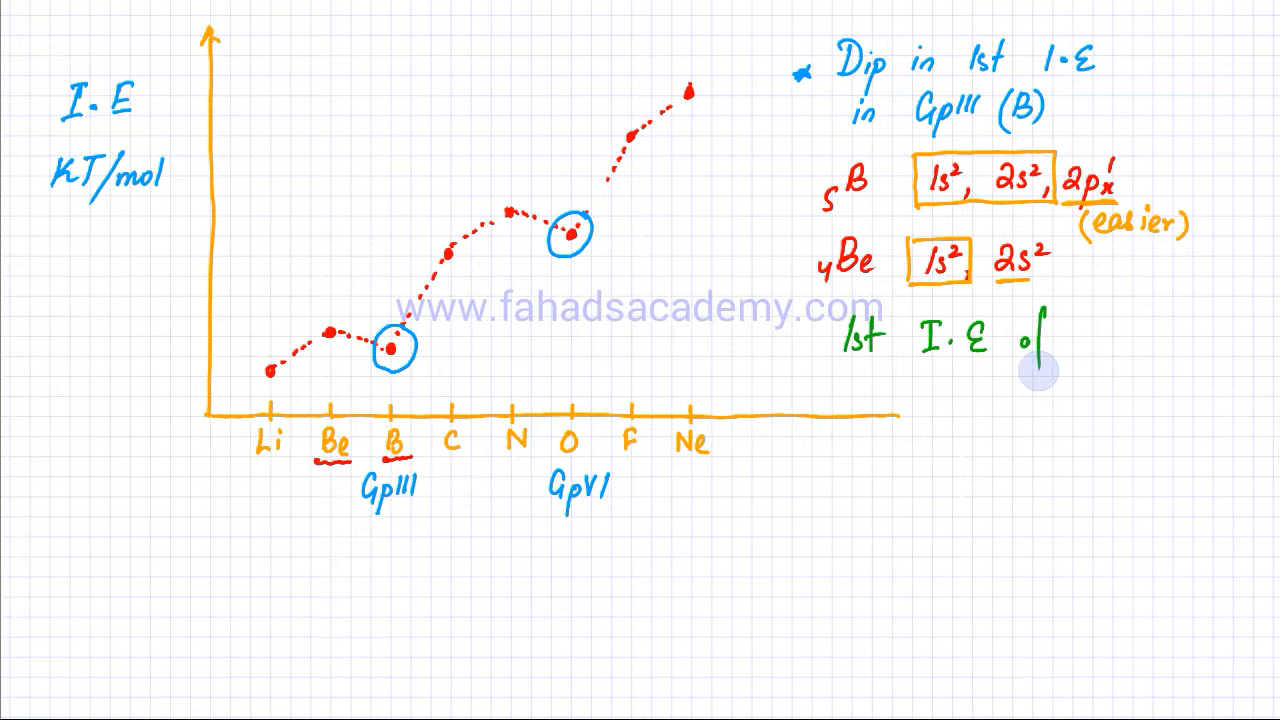 I.E
KJ/mol
* Dip in 1st I.E
in GpIII (B)
5B 1s², 2s², 2px¹
(easier)
4Be 1s², 2s²
www.fahadsacademy.com
1st I.E of
Li Be B C N O F Ne
GpIII GpVI